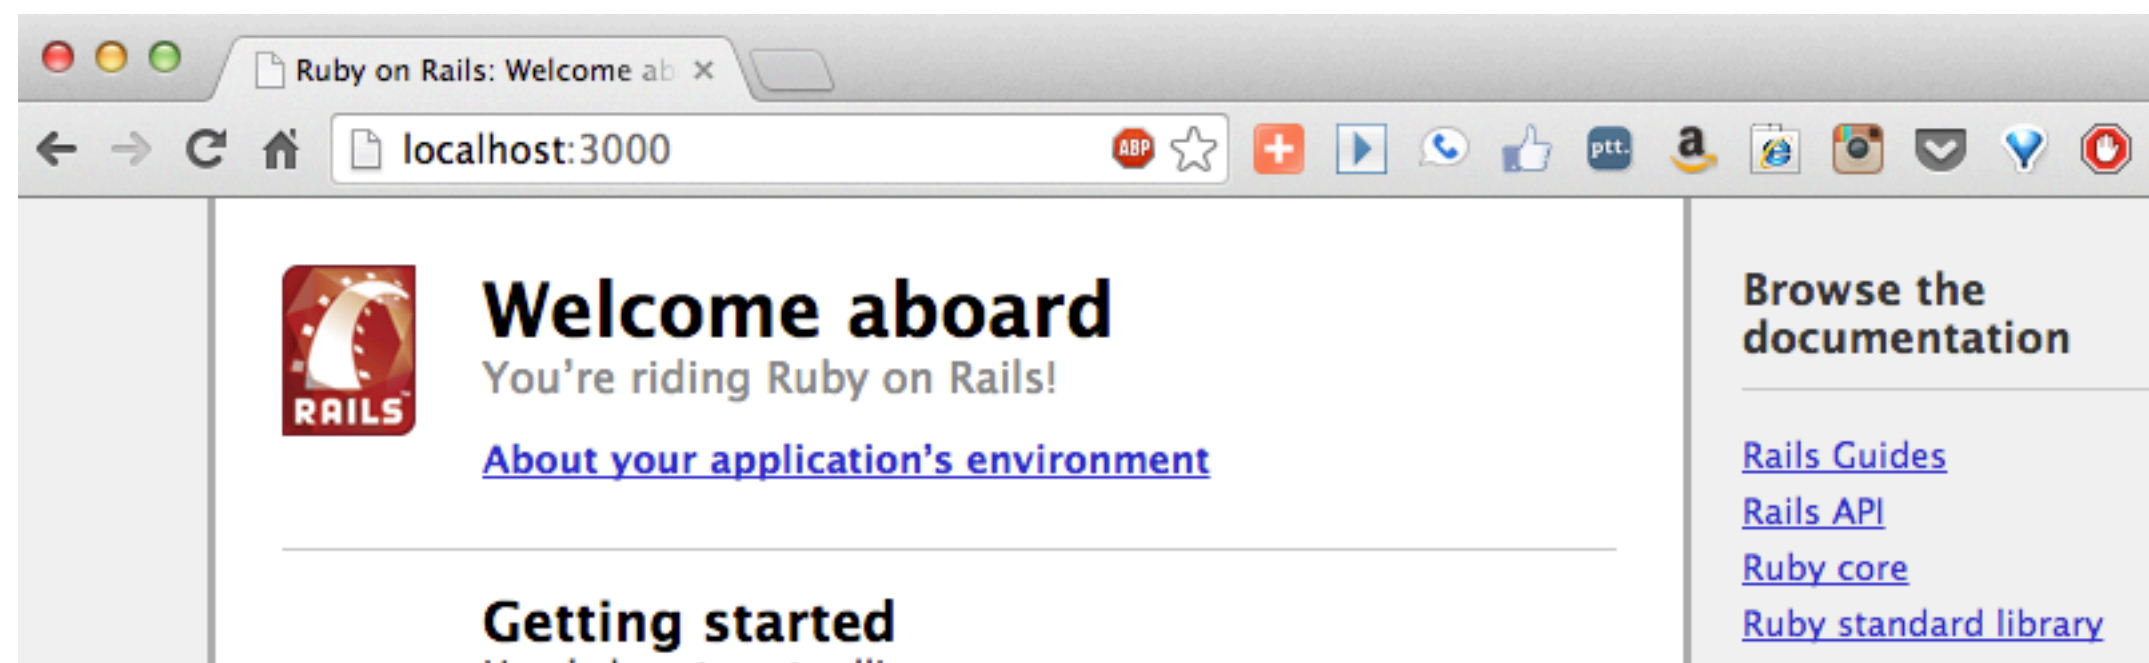 Ruby on Rails: Welcome ab
localhost:3000
ABP
ptt.
a
RAILS
Welcome aboard
You’re riding Ruby on Rails!
About your application’s environment
Getting started
Browse the
documentation
Rails Guides
Rails API
Ruby core
Ruby standard library